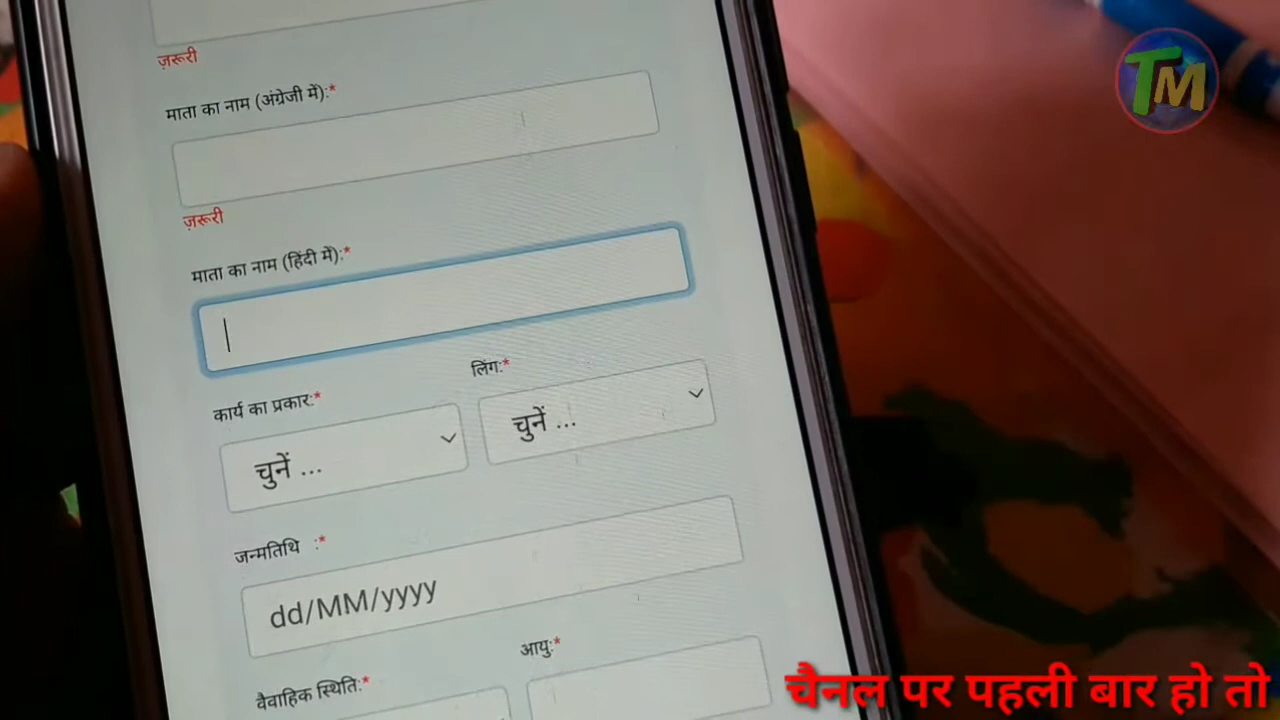 ज़रूरी
माता का नाम (अंग्रेजी में):*
ज़रूरी
माता का नाम (हिंदी में):*
कार्य का प्रकार:* लिंग:*
चुनें ... चुनें ...
जन्मतिथि :*
dd/MM/yyyy
वैवाहिक स्थिति:* आयु:*
TM
चैनल पर पहली बार हो तो